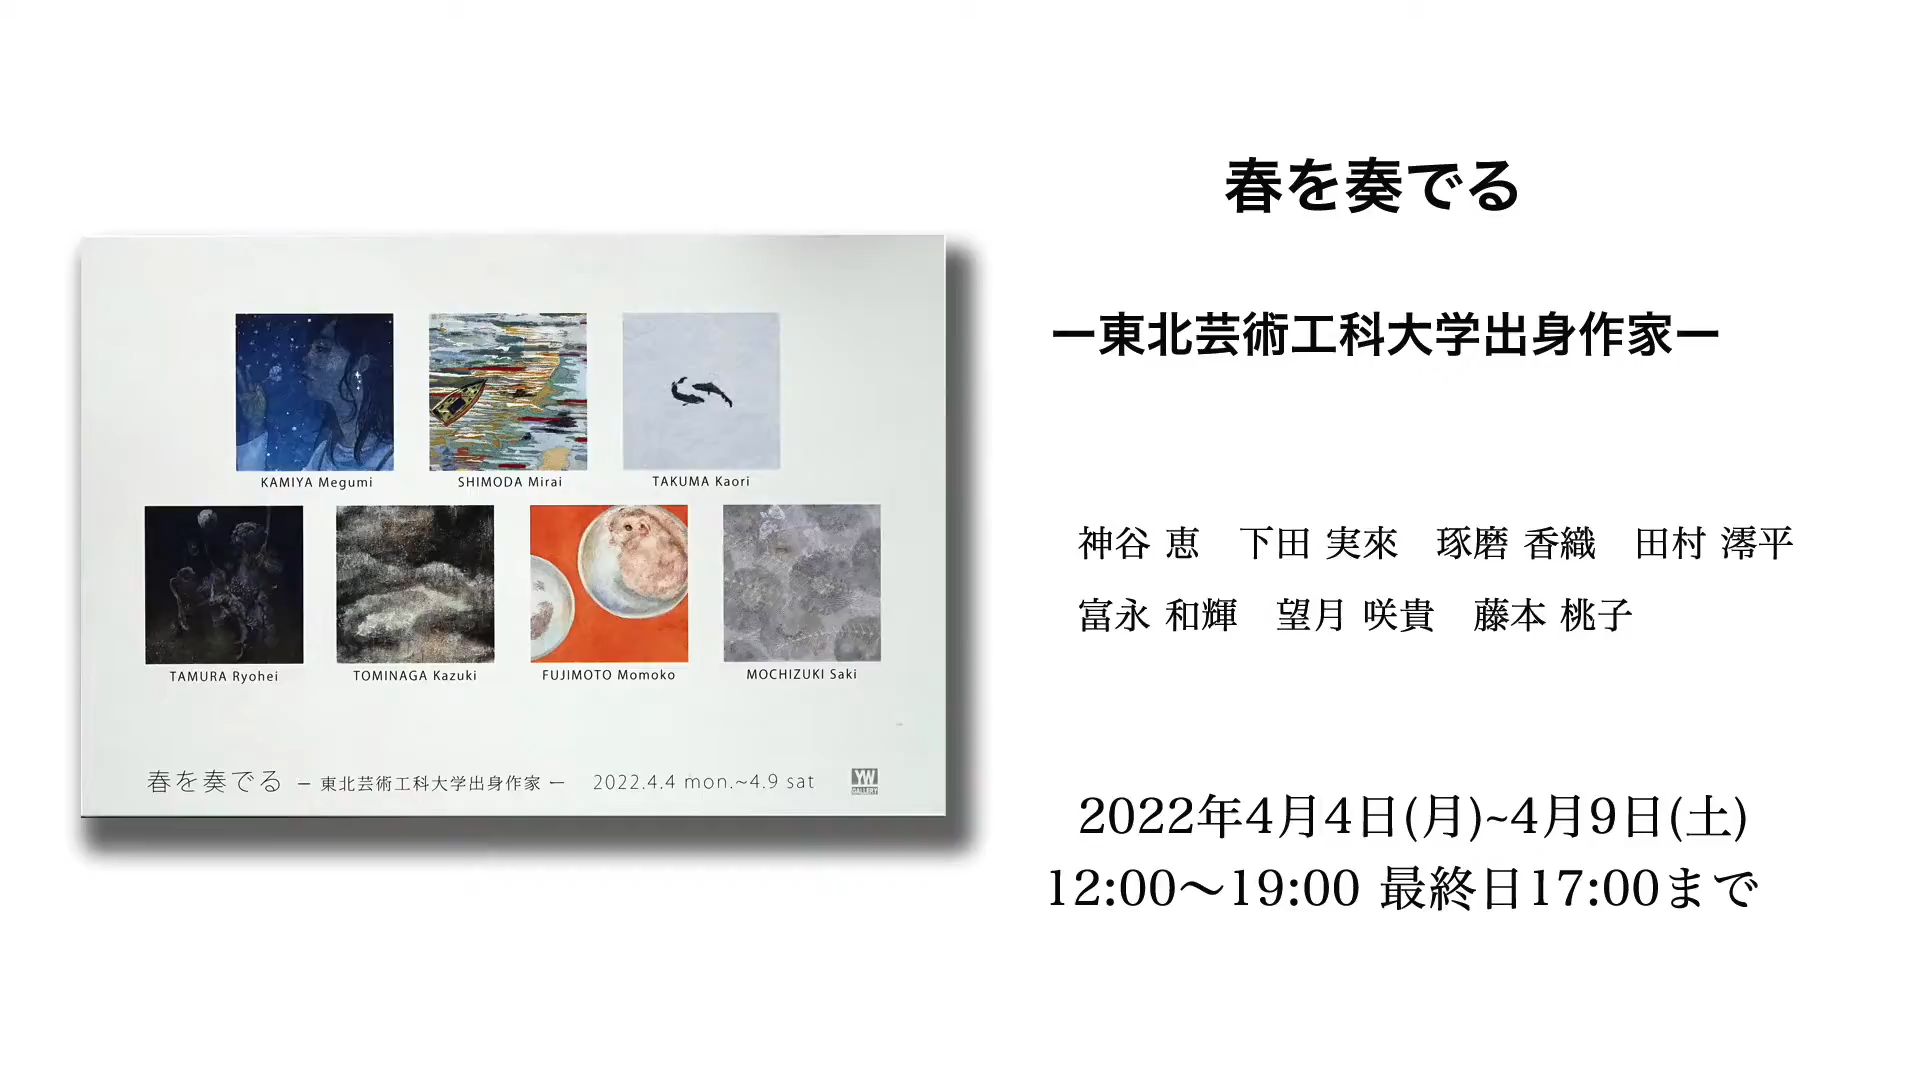 春を奏でる
ー東北芸術工科大学出身作家ー
神谷 恵　下田 実來　琢磨 香織　田村 澪平
富永 和輝　望月 咲貴　藤本 桃子
2022年4月4日(月)~4月9日(土)
12:00〜19:00 最終日17:00まで
KAMIYA Megumi
SHIMODA Mirai
TAKUMA Kaori
TAMURA Ryohei
TOMINAGA Kazuki
FUJIMOTO Momoko
MOCHIZUKI Saki
春を奏でる ー 東北芸術工科大学出身作家 ー 2022.4.4 mon.~4.9 sat
YW
GALLERY